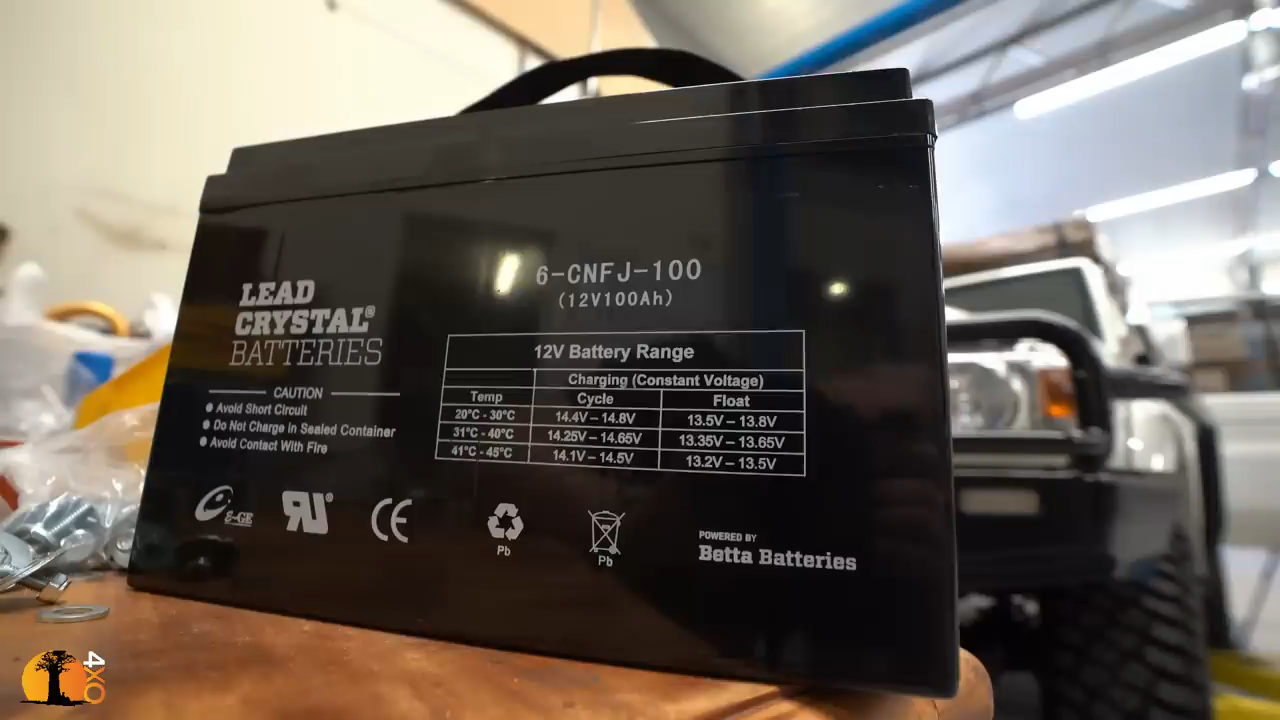 6-CNFJ-100
(12V100Ah)
LEAD
CRYSTAL®
BATTERIES
CAUTION
Avoid Short Circuit
Do Not Charge in Sealed Container
Avoid Contact With Fire
12V Battery Range
Charging (Constant Voltage)
Temp Cycle Float
20°C - 30°C 14.4V – 14.8V 13.5V – 13.8V
31°C - 40°C 14.25V – 14.65V 13.35V – 13.65V
41°C - 45°C 14.1V – 14.5V 13.2V – 13.5V
CE
Pb
Pb
POWERED BY
Betta Batteries
4XO